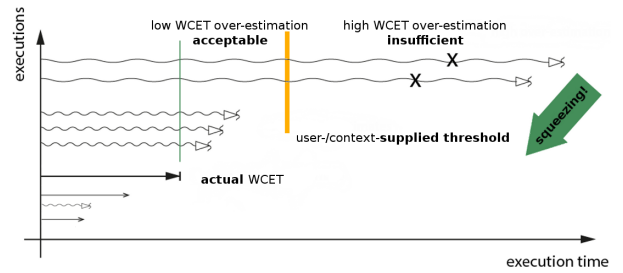 low WCET over-estimation
acceptable
high WCET over-estimation
insufficient
executions
X
X
squeezing!
user-/context-supplied threshold
actual WCET
execution time